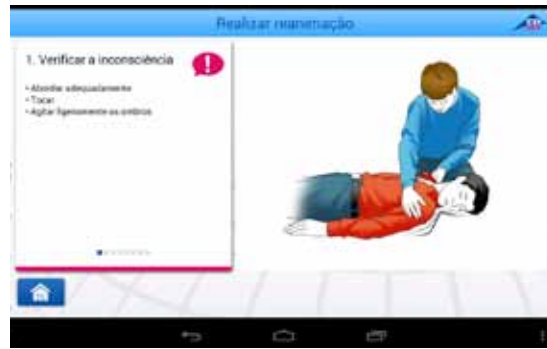 Realizar reanimação
1. Verificar a inconsciência
• Abordar adequadamente
• Tocar
• Agitar ligeiramente os ombros